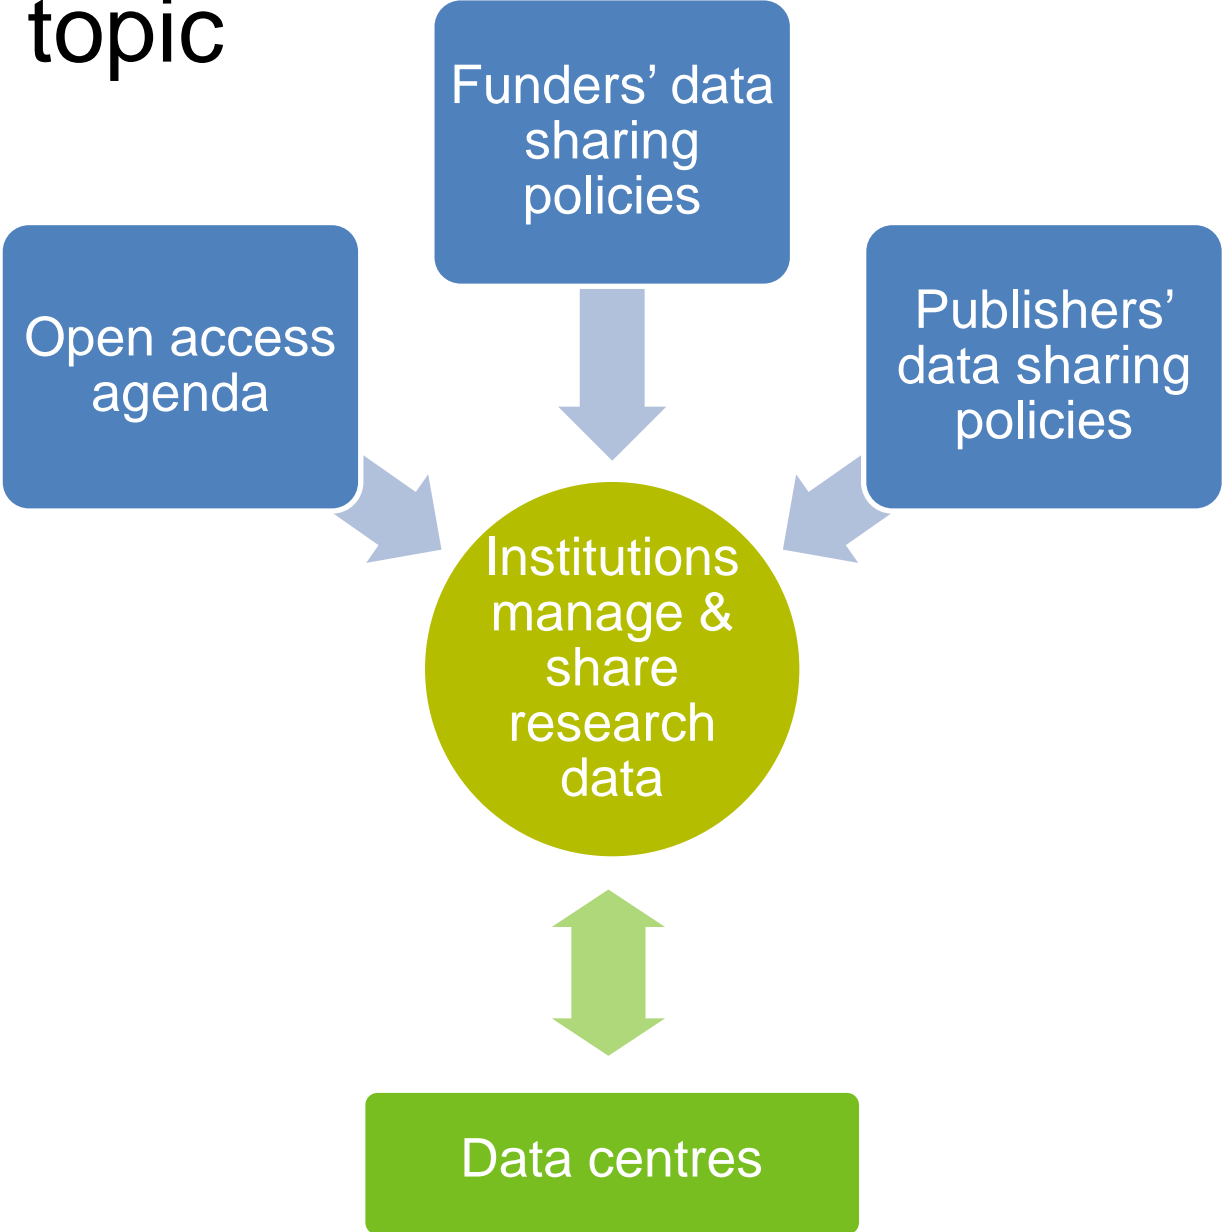 topic
Funders’ data
sharing
policies
Open access
agenda
Publishers’
data sharing
policies
Institutions
manage &
share
research
data
Data centres